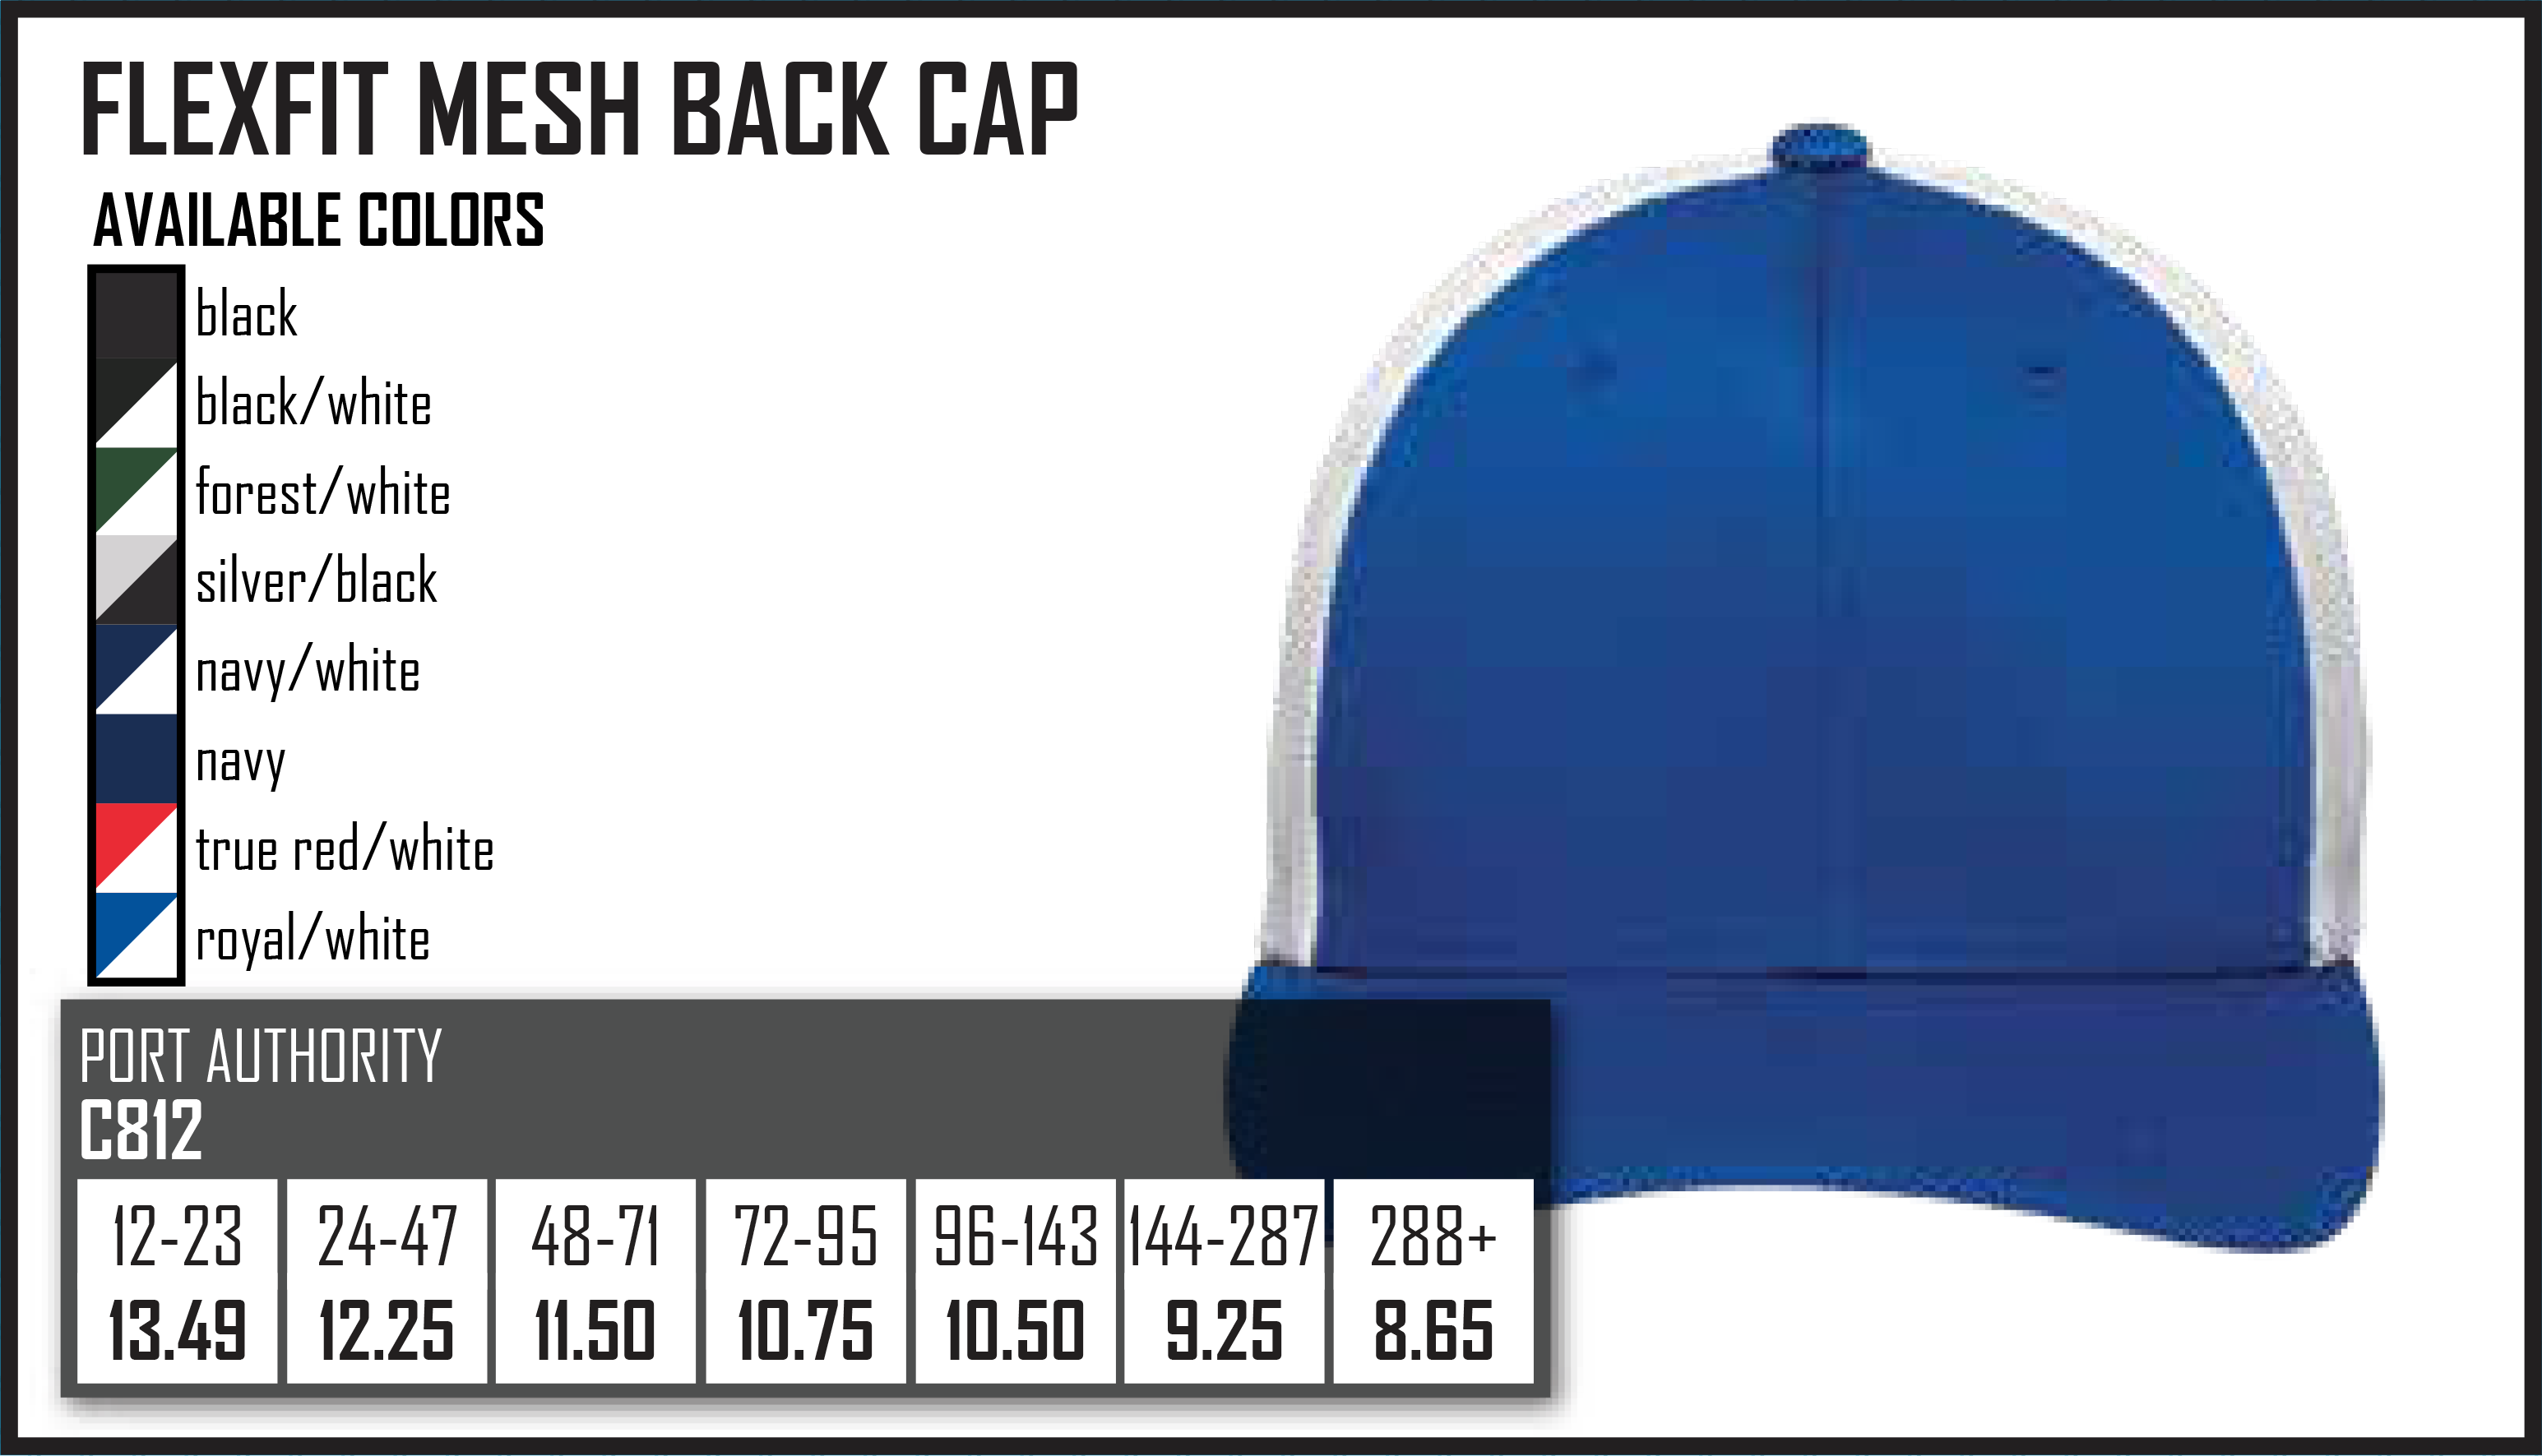 FLEXFIT MESH BACK CAP
AVAILABLE COLORS
black
black/white
forest/white
silver/black
navy/white
navy
true red/white
royal/white
PORT AUTHORITY
C812
12-23 24-47 48-71 72-95 96-143 144-287 288+
13.49 12.25 11.50 10.75 10.50 9.25 8.65